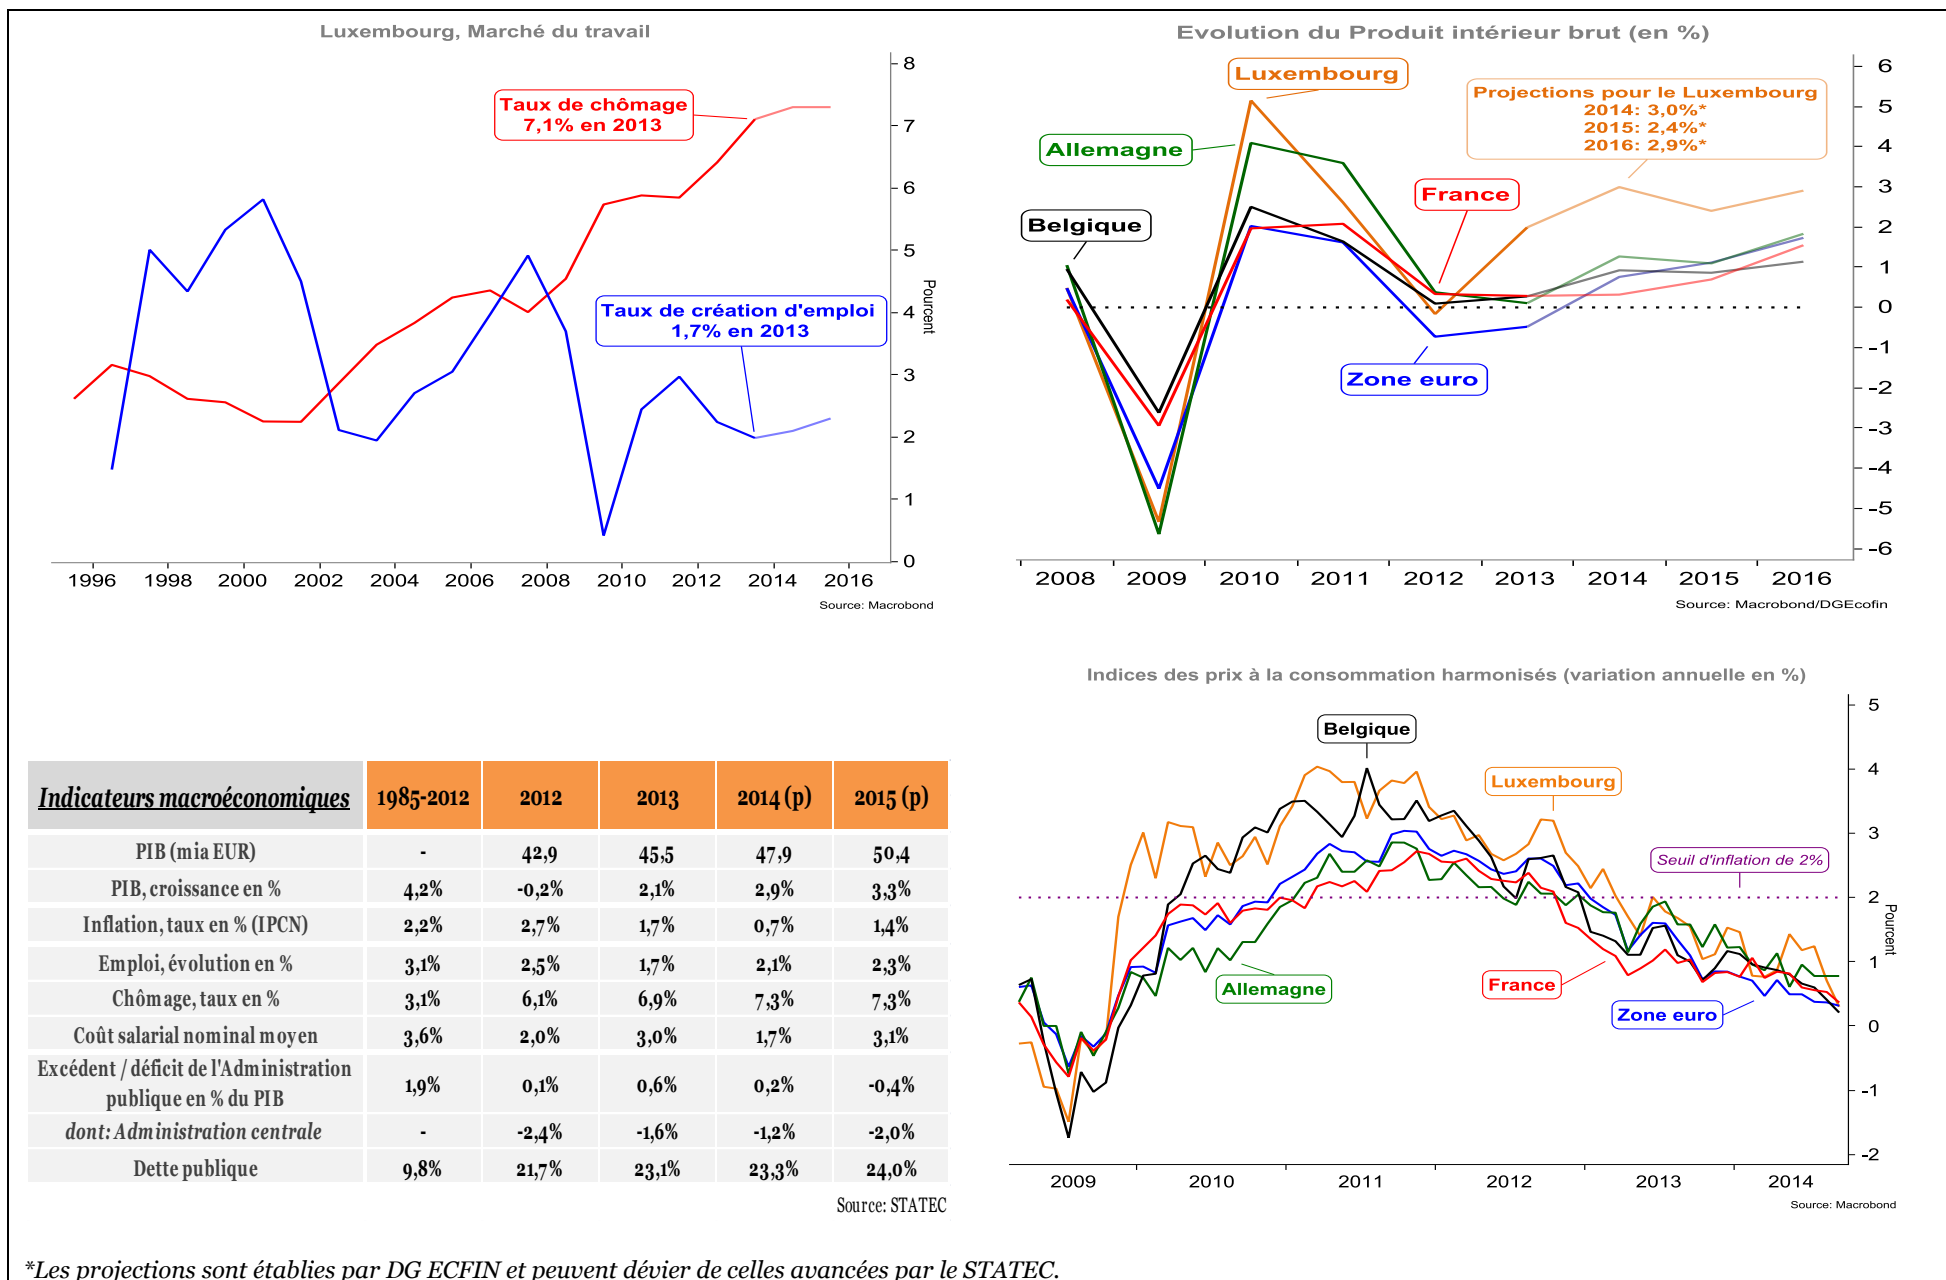 Luxembourg, Marché du travail
8
7
6
5
4
3
2
1
0
Pourcent
Taux de chômage
7,1% en 2013
Taux de création d'emploi
1,7% en 2013
1996 1998 2000 2002 2004 2006 2008 2010 2012 2014 2016
Source: Macrobond
Evolution du Produit intérieur brut (en %)
Luxembourg
Allemagne
Belgique
France
Zone euro
Projections pour le Luxembourg
2014: 3,0%*
2015: 2,4%*
2016: 2,9%*
6
5
4
3
2
1
0
-1
-2
-3
-4
-5
-6
2008 2009 2010 2011 2012 2013 2014 2015 2016
Source: Macrobond/DGEcofin
Indicateurs macroéconomiques 1985-2012 2012 2013 2014 (p) 2015 (p)
PIB (mia EUR) - 42,9 45,5 47,9 50,4
PIB, croissance en % 4,2% -0,2% 2,1% 2,9% 3,3%
Inflation, taux en % (IPCN) 2,2% 2,7% 1,7% 0,7% 1,4%
Emploi, évolution en % 3,1% 2,5% 1,7% 2,1% 2,3%
Chômage, taux en % 3,1% 6,1% 6,9% 7,3% 7,3%
Coût salarial nominal moyen 3,6% 2,0% 3,0% 1,7% 3,1%
Excédent / déficit de l'Administration
publique en % du PIB 1,9% 0,1% 0,6% 0,2% -0,4%
dont: Administration centrale - -2,4% -1,6% -1,2% -2,0%
Dette publique 9,8% 21,7% 23,1% 23,3% 24,0%
Source: STATEC
Indices des prix à la consommation harmonisés (variation annuelle en %)
Belgique
Luxembourg
Seuil d'inflation de 2%
Allemagne
France
Zone euro
5
4
3
2
1
0
-1
-2
Pourcent
2009 2010 2011 2012 2013 2014
Source: Macrobond
*Les projections sont établies par DG ECFIN et peuvent dévier de celles avancées par le STATEC.